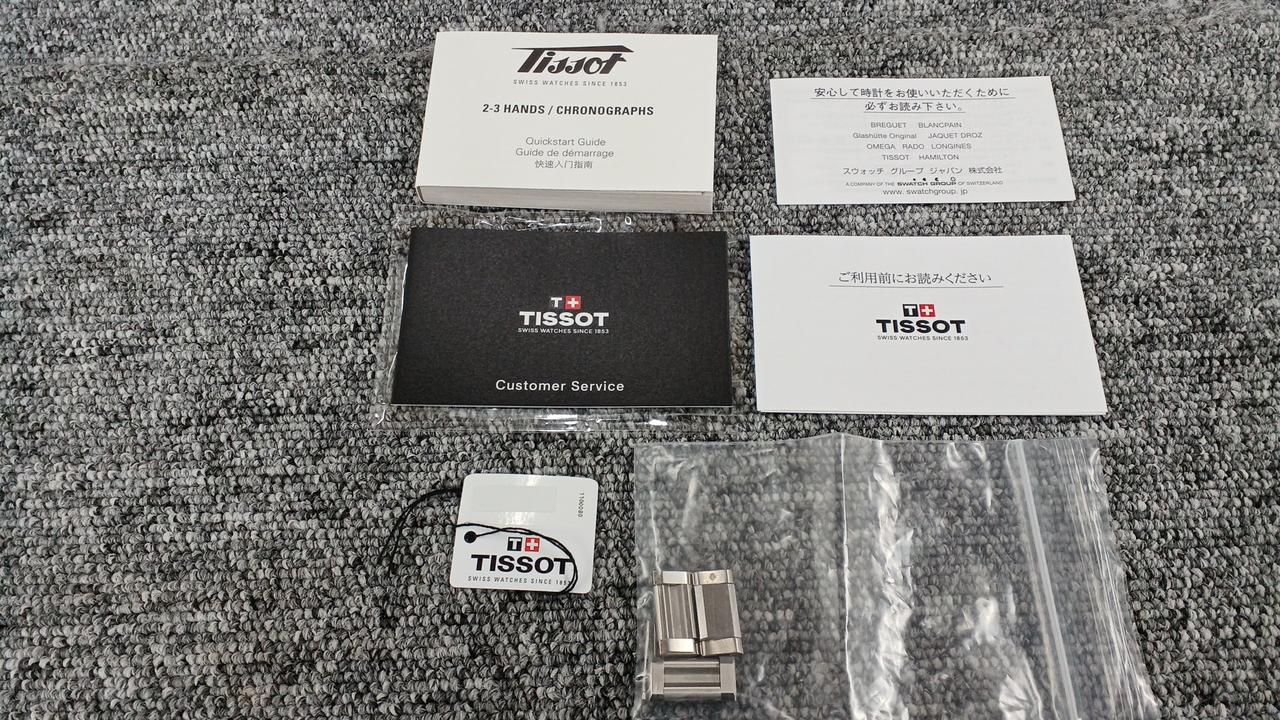 Tissot
SWISS WATCHES SINCE 1853
2-3 HANDS / CHRONOGRAPHS
Quickstart Guide
Guide de démarrage
快速入门指南
安心して時計をお使いいただくために
必ずお読み下さい。
BREGUET BLANCPAIN
Glashütte Original JAQUET DROZ
OMEGA RADO LONGINES
TISSOT HAMILTON
スウォッチ グループ ジャパン 株式会社
A COMPANY OF THE SWATCH GROUP OF SWITZERLAND
www. swatchgroup. jp
T+
TISSOT
SWISS WATCHES SINCE 1853
Customer Service
ご利用前にお読みください
T+
TISSOT
SWISS WATCHES SINCE 1853
1100080
T+
TISSOT
SWISS WATCHES SINCE 1853